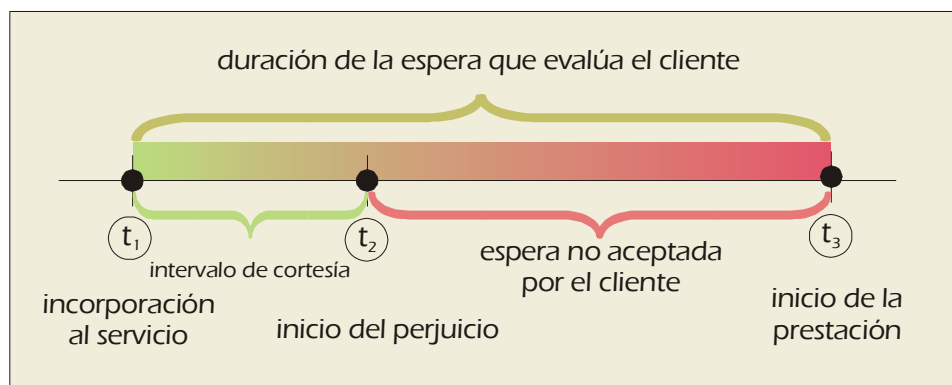 duración de la espera que evalúa el cliente
t1
t2
t3
intervalo de cortesía
espera no aceptada
por el cliente
incorporación
al servicio
inicio del perjuicio
inicio de la
prestación